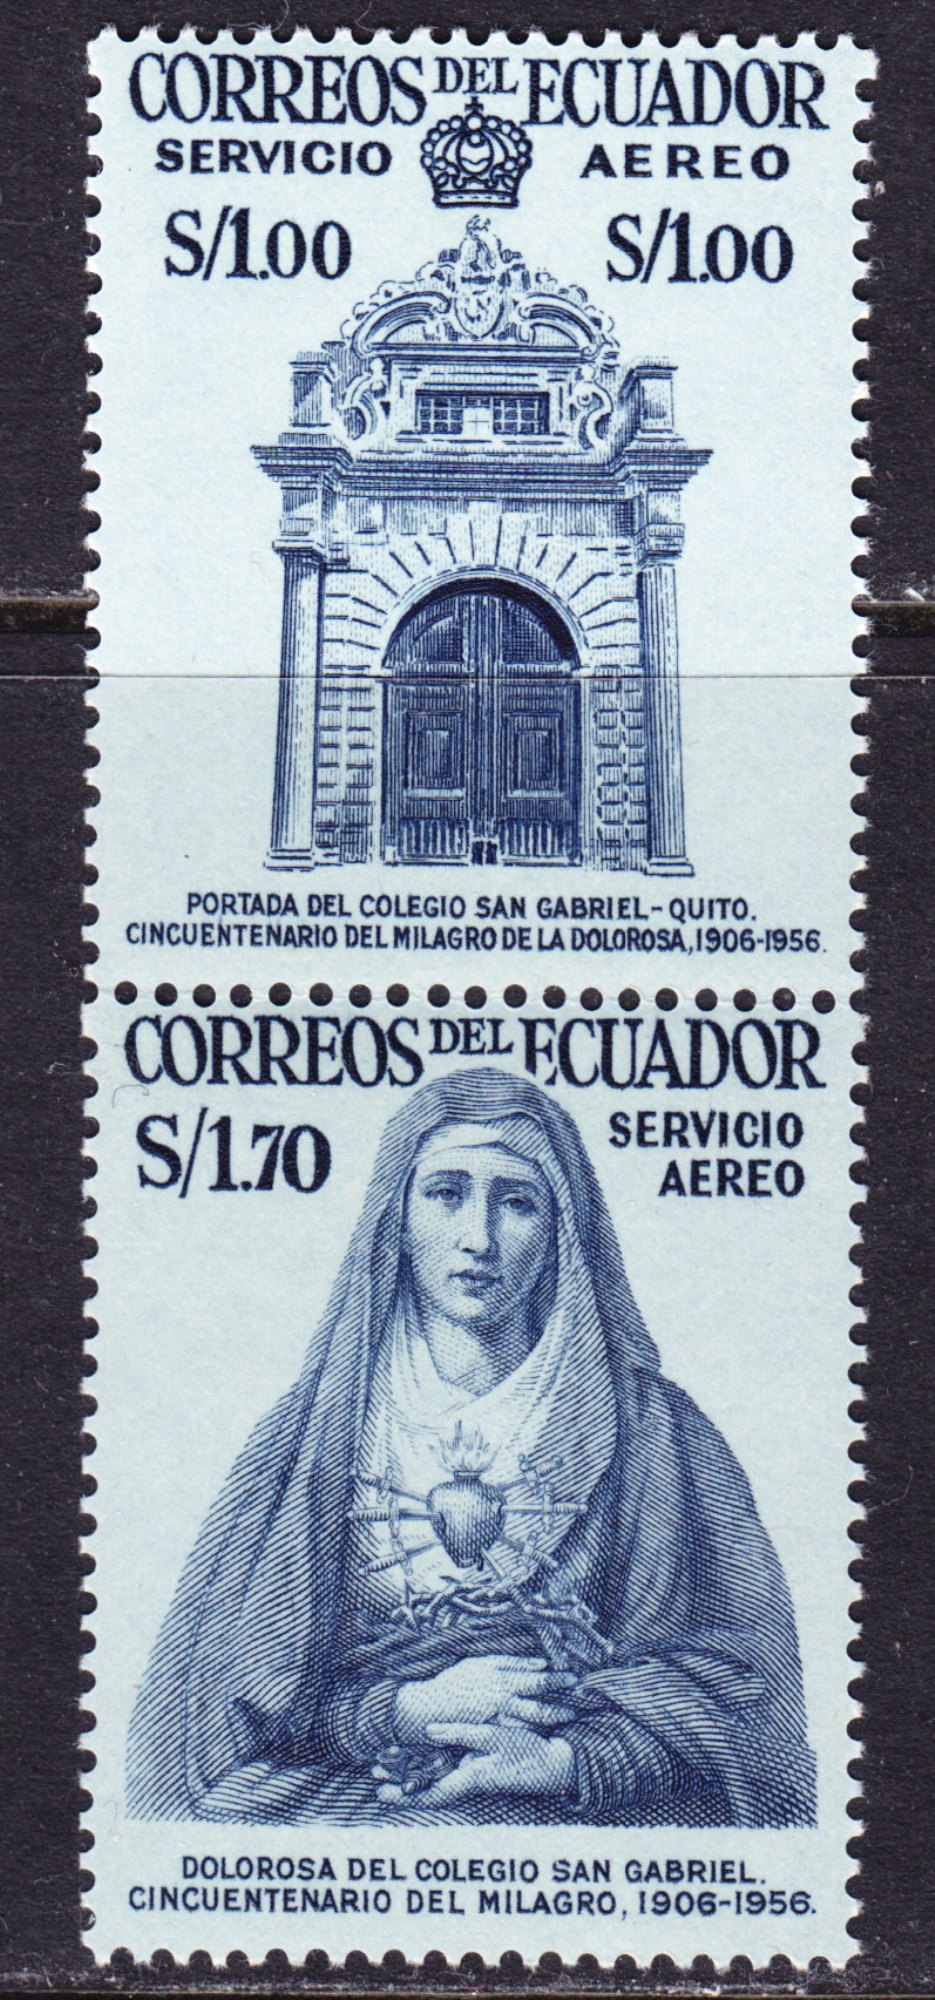 CORREOS DEL ECUADOR
SERVICIO AEREO
S/1.00 S/1.00
PORTADA DEL COLEGIO SAN GABRIEL-QUITO.
CINCUENTENARIO DEL MILAGRO DE LA DOLOROSA, 1906-1956.
CORREOS DEL ECUADOR
S/1.70 SERVICIO
AEREO
DOLOROSA DEL COLEGIO SAN GABRIEL.
CINCUENTENARIO DEL MILAGRO, 1906-1956.